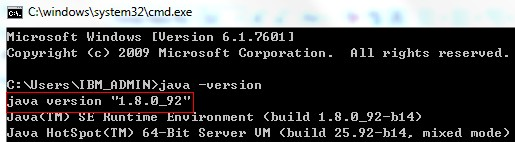 C:\windows\system32\cmd.exe
Microsoft Windows [Version 6.1.7601]
Copyright (c) 2009 Microsoft Corporation. All rights reserved.
C:\Users\IBM_ADMIN>java -version
java version "1.8.0_92"
Java(TM) SE Runtime Environment (build 1.8.0_92-b14)
Java HotSpot(TM) 64-Bit Server VM (build 25.92-b14, mixed mode)